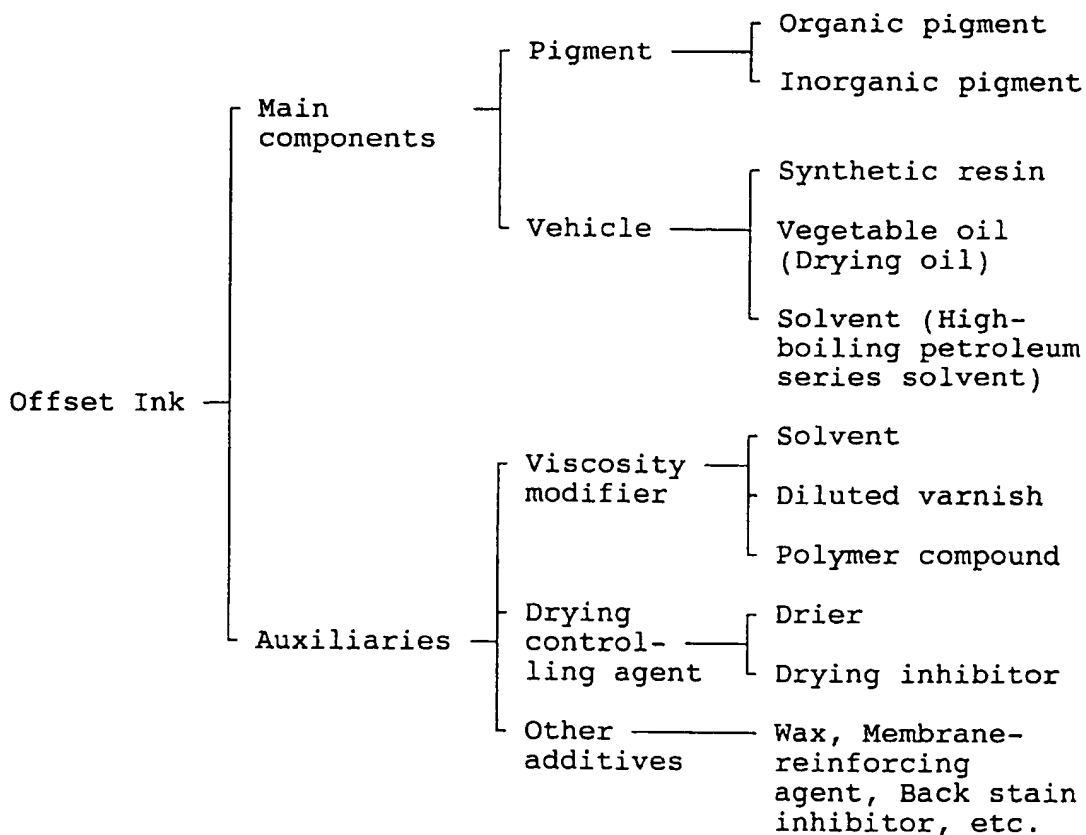 Offset Ink
Main
components
Pigment
Organic pigment
Inorganic pigment
Vehicle
Synthetic resin
Vegetable oil
(Drying oil)
Solvent (High-
boiling petroleum
series solvent)
Auxiliaries
Viscosity
modifier
Solvent
Diluted varnish
Polymer compound
Drying
control-
ling agent
Drier
Drying inhibitor
Other
additives
Wax, Membrane-
reinforcing
agent, Back stain
inhibitor, etc.